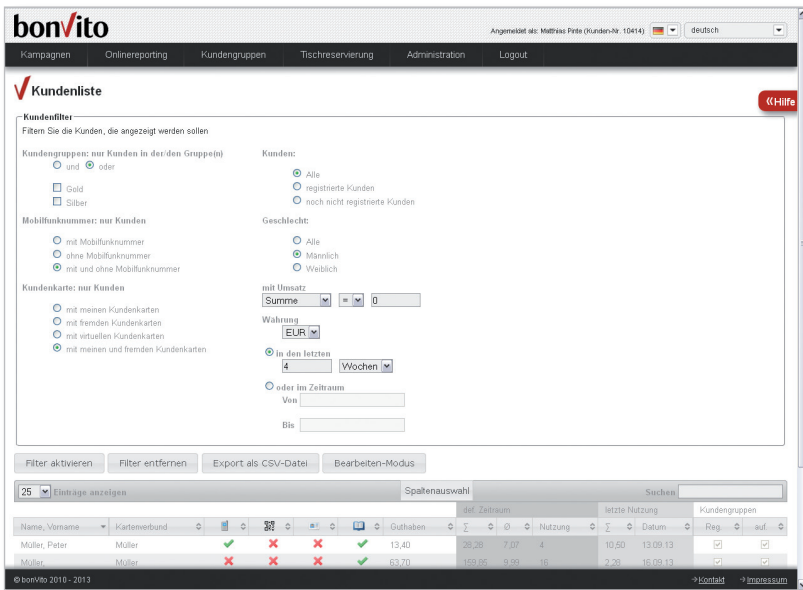 bonVito
Angemeldet als: Matthias Pinte (Kunden-Nr. 10414) deutsch
Kampagnen Onlinereporting Kundengruppen Tischreservierung Administration Logout
Kundenliste
«Hilfe
Kundenfilter
Filtern Sie die Kunden, die angezeigt werden sollen
Kundengruppen: nur Kunden in der/den Gruppe(n)
und oder
Gold
Silber
Mobilfunknummer: nur Kunden
mit Mobilfunknummer
ohne Mobilfunknummer
mit und ohne Mobilfunknummer
Kundenkarte: nur Kunden
mit meinen Kundenkarten
mit fremden Kundenkarten
mit virtuellen Kundenkarten
mit meinen und fremden Kundenkarten
Kunden:
Alle
registrierte Kunden
noch nicht registrierte Kunden
Geschlecht:
Alle
Männlich
Weiblich
mit Umsatz
Summe = 0
Währung
EUR
in den letzten
4 Wochen
oder im Zeitraum
Von
Bis
Filter aktivieren Filter entfernen Export als CSV-Datei Bearbeiten-Modus
25 Einträge anzeigen Spaltenauswahl Suchen
def. Zeitraum letzte Nutzung Kundengruppen
Name, Vorname Kartenverbund Guthaben Σ Ø Nutzung Σ Datum Reg. auf.
Müller, Peter Müller 13,40 28,28 7,07 4 10,60 13.09.13
Müller, Müller 63,70 159,85 9,99 16 2,28 16.09.13
© bonVito 2010 - 2013 →Kontakt →Impressum